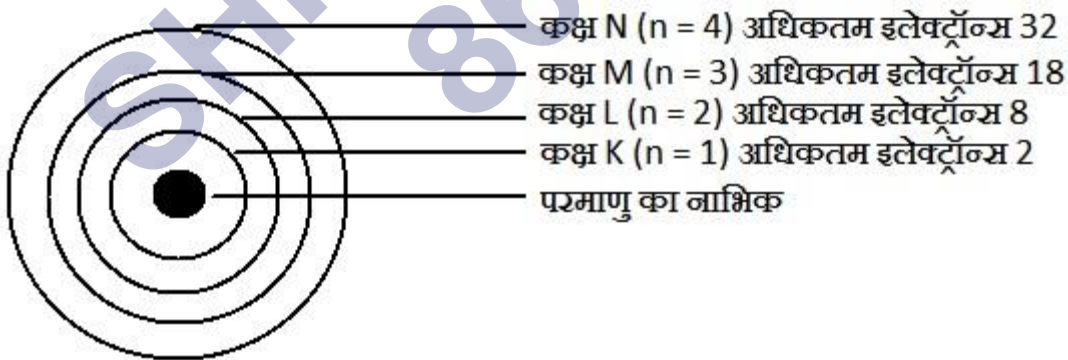 कक्ष N (n = 4) अधिकतम इलेक्ट्रॉन्स 32
कक्ष M (n = 3) अधिकतम इलेक्ट्रॉन्स 18
कक्ष L (n = 2) अधिकतम इलेक्ट्रॉन्स 8
कक्ष K (n = 1) अधिकतम इलेक्ट्रॉन्स 2
परमाणु का नाभिक